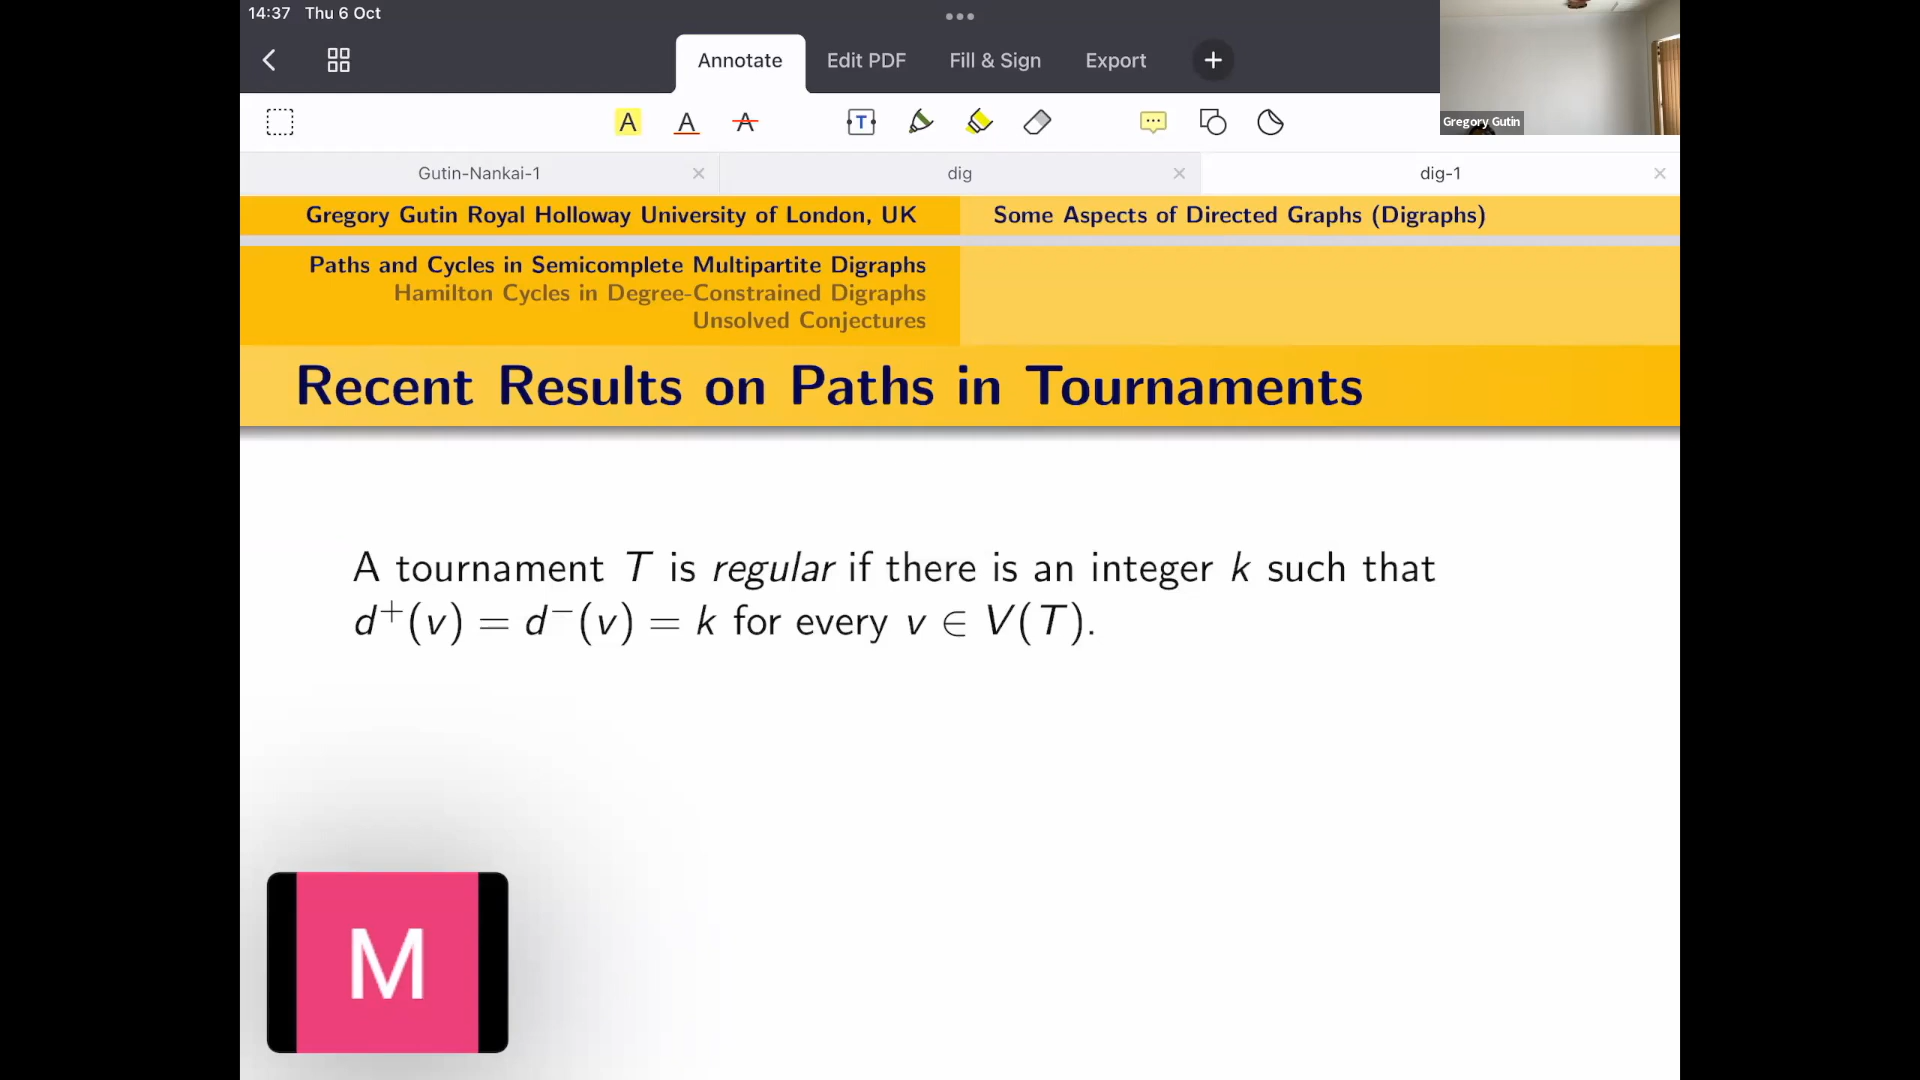 14:37 Thu 6 Oct
Annotate Edit PDF Fill & Sign Export
A A A T
Gregory Gutin
Gutin-Nankai-1 dig dig-1
Gregory Gutin Royal Holloway University of London, UK Some Aspects of Directed Graphs (Digraphs)
Paths and Cycles in Semicomplete Multipartite Digraphs
Hamilton Cycles in Degree-Constrained Digraphs
Unsolved Conjectures
Recent Results on Paths in Tournaments
A tournament T is regular if there is an integer k such that
d⁺(v) = d⁻(v) = k for every v ∈ V(T).
M